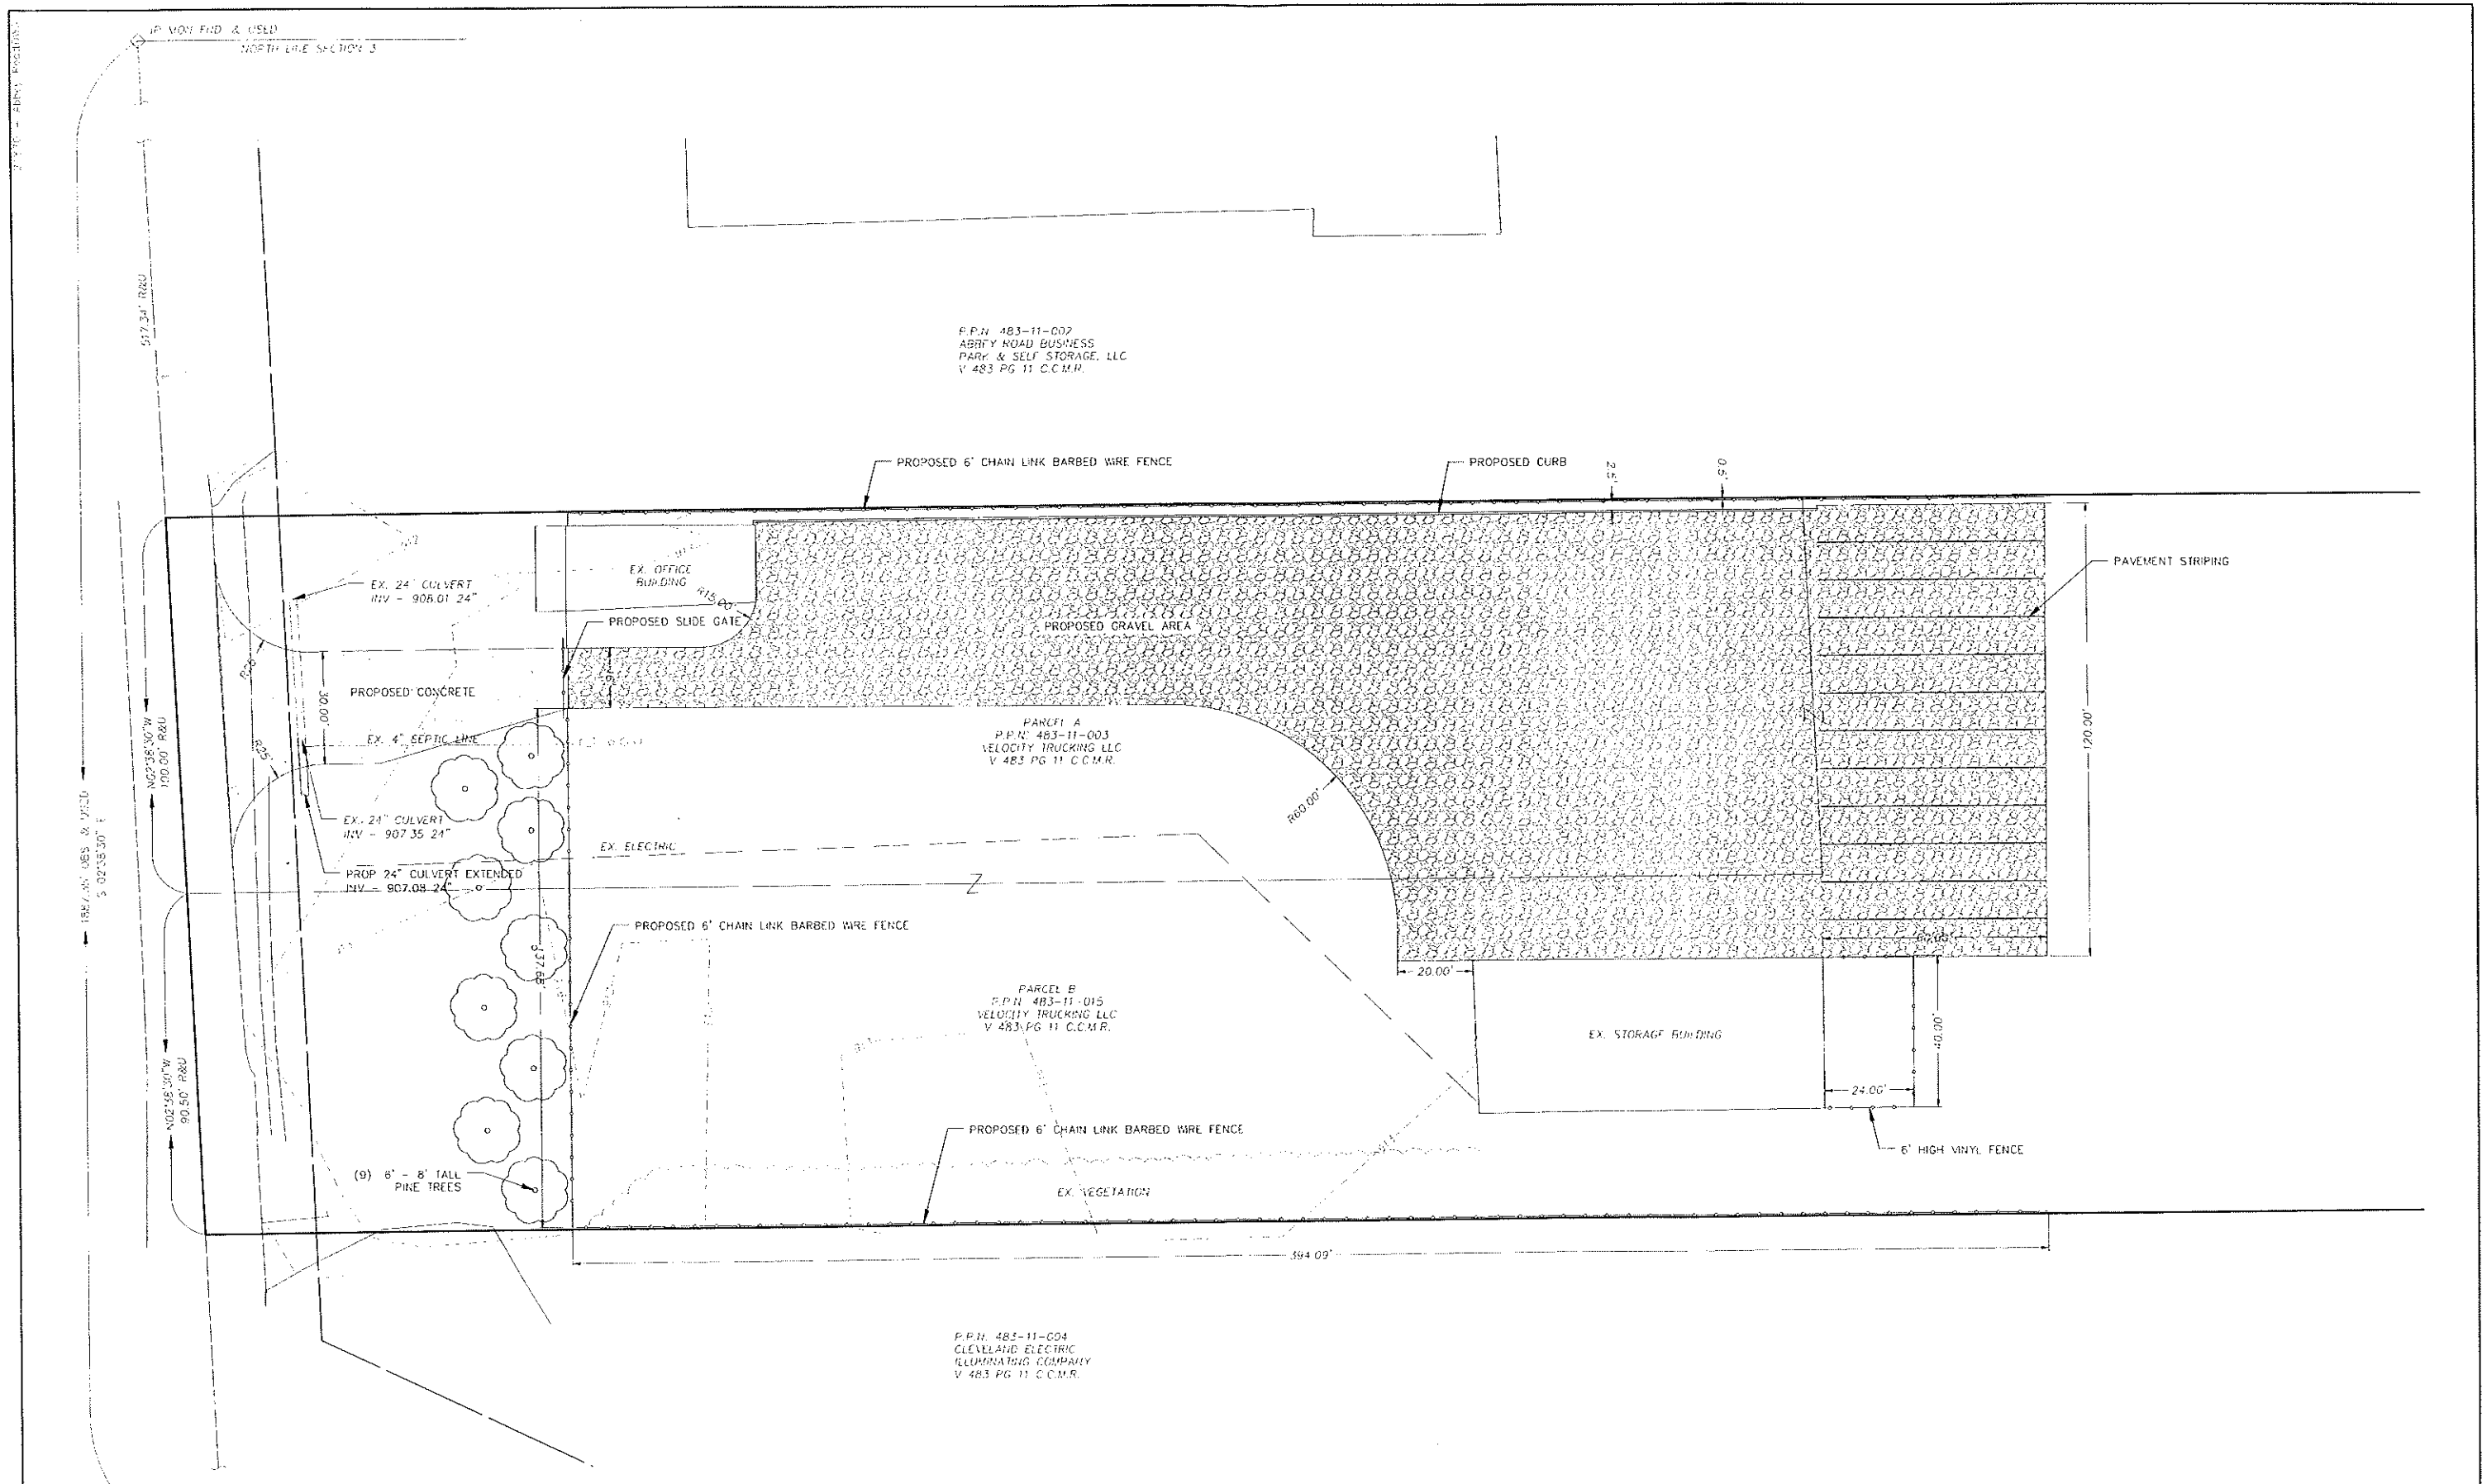 IP MON FND & USED
NORTH LINE SECTION 3
517.34' R&U
P.P.N. 483-11-002
ABBEY ROAD BUSINESS
PARK & SELF STORAGE, LLC
V 483 PG 11 C.C.M.R.
PROPOSED 6' CHAIN LINK BARBED WIRE FENCE
PROPOSED CURB
2.5'
0.5'
PAVEMENT STRIPING
EX. OFFICE
BUILDING
EX. 24" CULVERT
INV - 908.01 24"
R15.00'
PROPOSED SLIDE GATE
PROPOSED GRAVEL AREA
PROPOSED CONCRETE
30.00'
120.00'
N02°38'30"W
100.00' R&U
EX. 4" SEPTIC LINE
R25
PARCEL A
P.P.N. 483-11-003
VELOCITY TRUCKING LLC
V 483 PG 11 C.C.M.R.
R60.00'
EX. 24" CULVERT
INV - 907.35 24"
EX. ELECTRIC
PROP 24" CULVERT EXTENDED
INV - 907.08 24"
Z
S 02°38'30" E
PROPOSED 6' CHAIN LINK BARBED WIRE FENCE
60.00'
20.00'
PARCEL B
P.P.N. 483-11-015
VELOCITY TRUCKING LLC
V 483 PG 11 C.C.M.R.
EX. STORAGE BUILDING
40.00'
24.00'
N02°38'30"W
90.50' R&U
PROPOSED 6' CHAIN LINK BARBED WIRE FENCE
6' HIGH VINYL FENCE
(9) 6' - 8' TALL
PINE TREES
EX. VEGETATION
394.09'
P.P.N. 483-11-004
CLEVELAND ELECTRIC
ILLUMINATING COMPANY
V 483 PG 11 C.C.M.R.